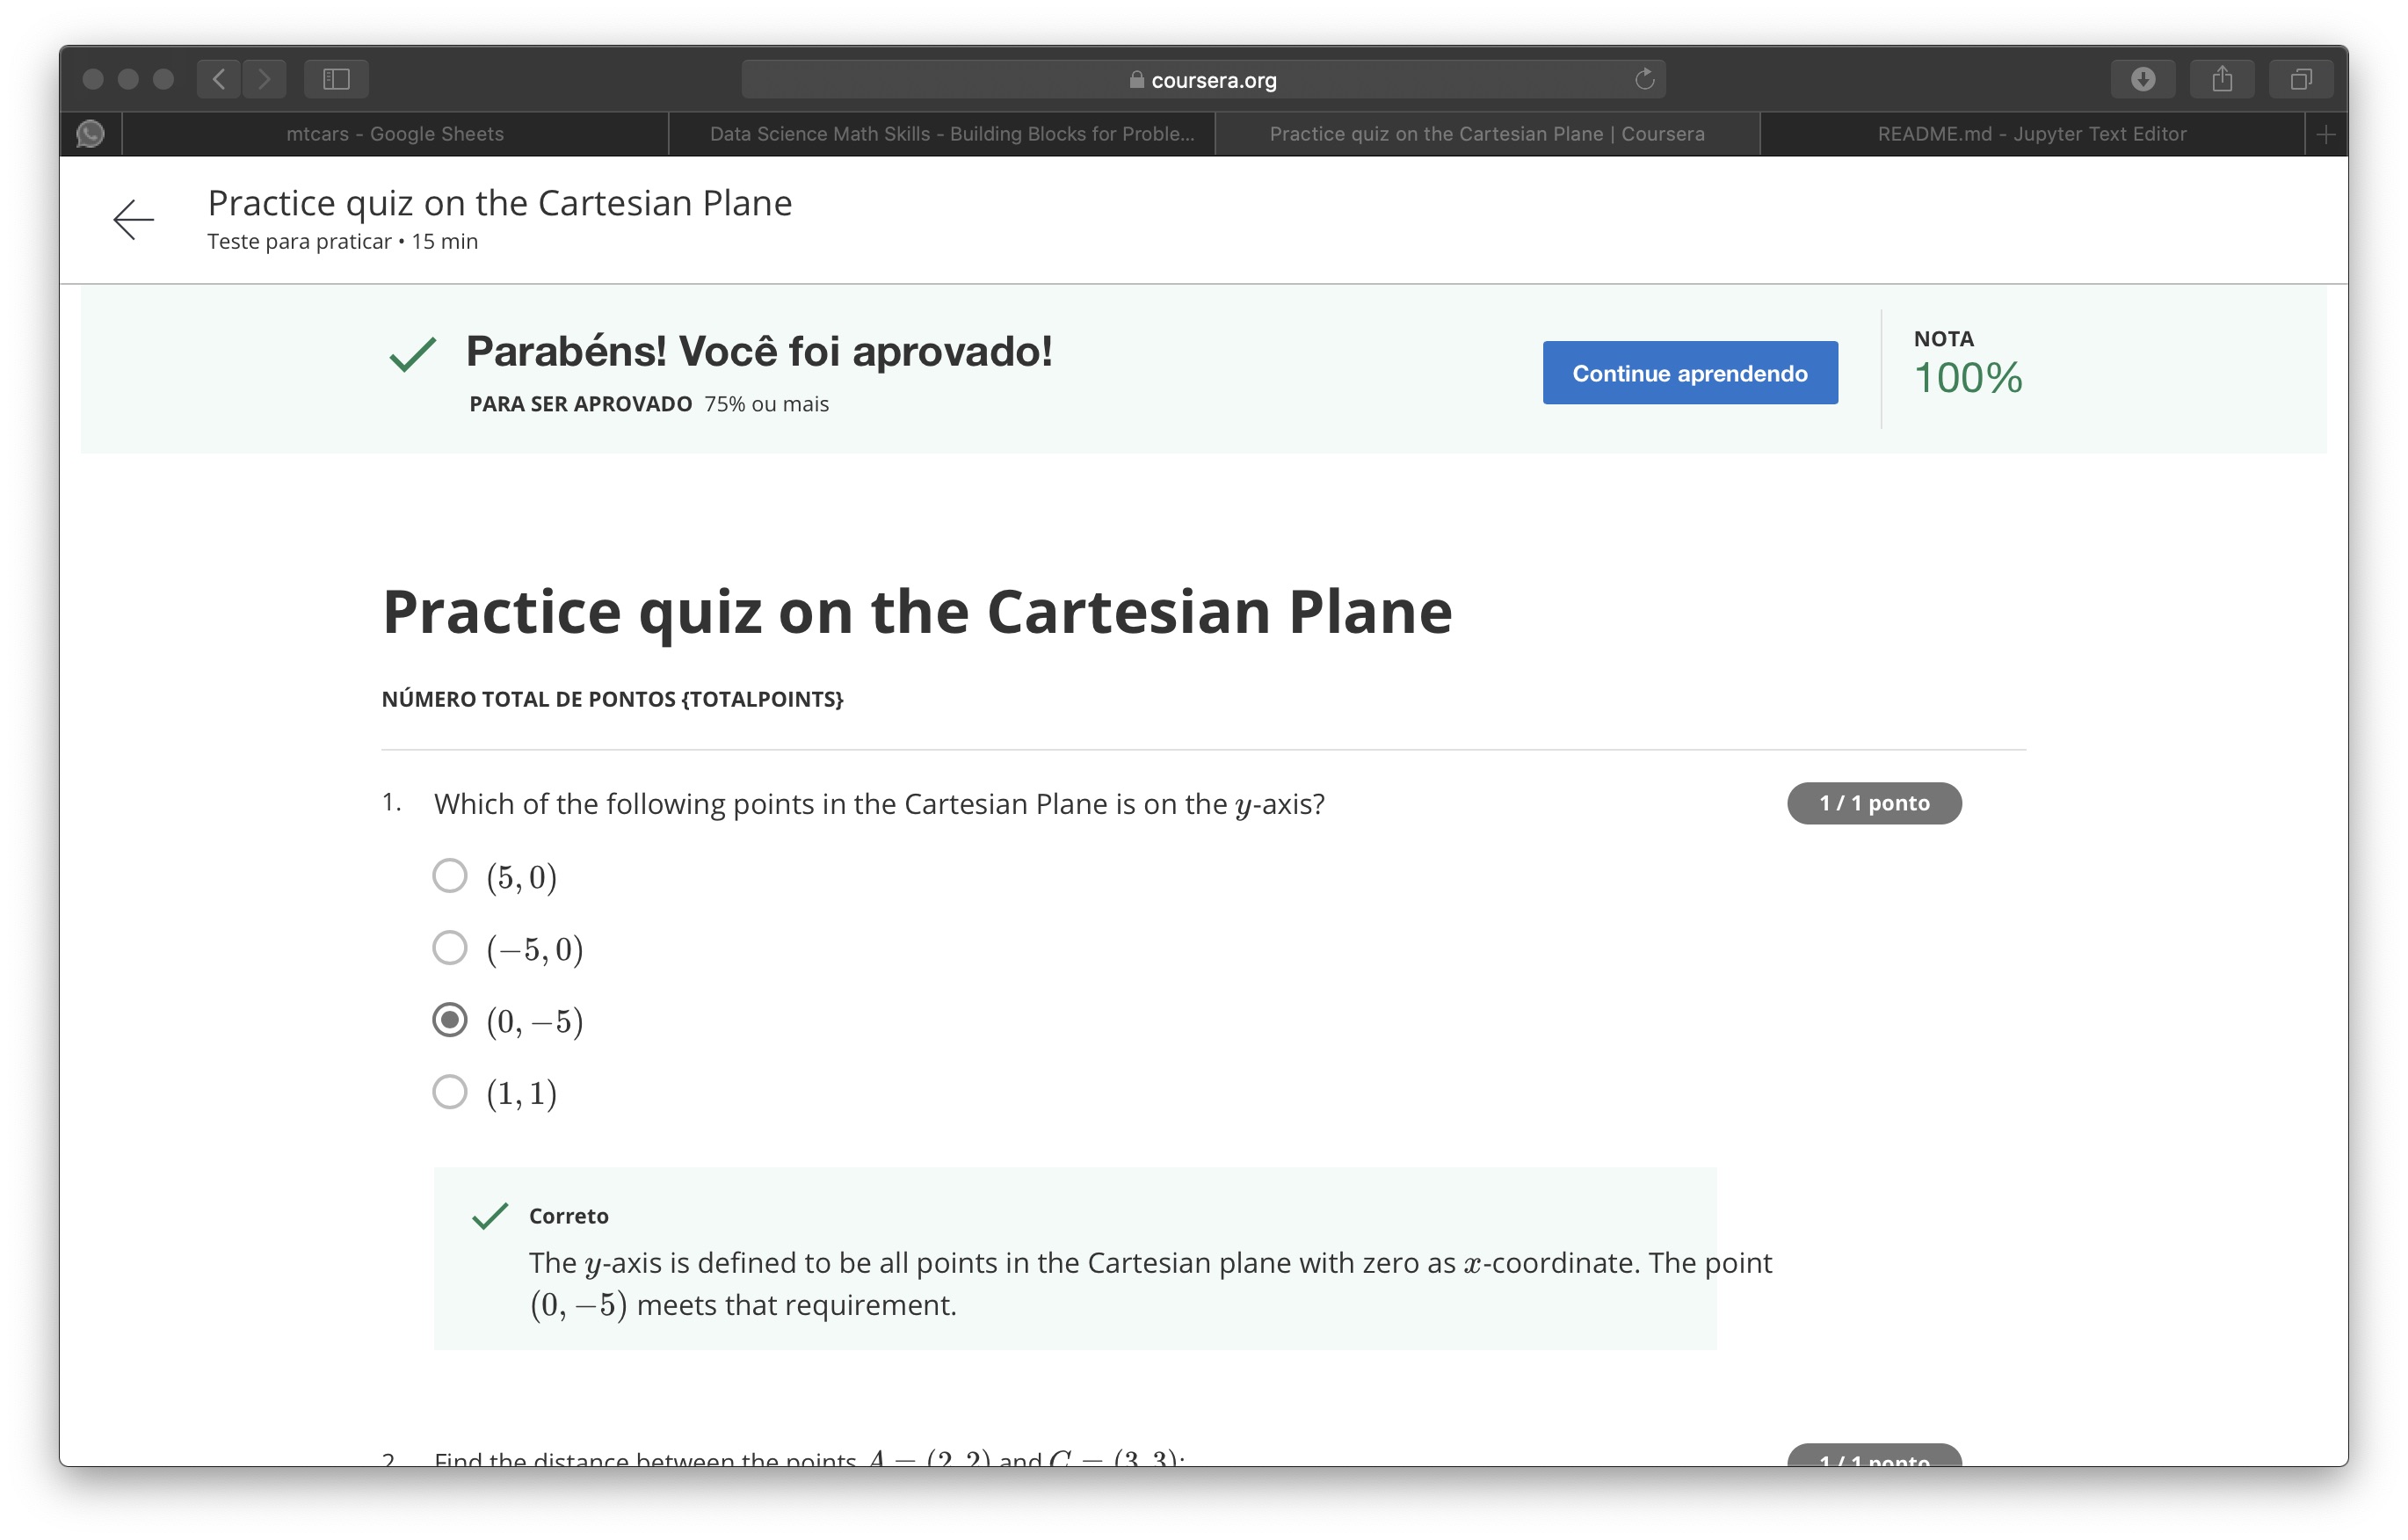 coursera.org
mtcars - Google Sheets
Data Science Math Skills - Building Blocks for Proble...
Practice quiz on the Cartesian Plane | Coursera
README.md - Jupyter Text Editor
Practice quiz on the Cartesian Plane
Teste para praticar • 15 min
Parabéns! Você foi aprovado!
PARA SER APROVADO 75% ou mais
Continue aprendendo
NOTA
100%
Practice quiz on the Cartesian Plane
NÚMERO TOTAL DE PONTOS {TOTALPOINTS}
1. Which of the following points in the Cartesian Plane is on the y-axis?
1 / 1 ponto
(5, 0)
(−5, 0)
(0, −5)
(1, 1)
Correto
The y-axis is defined to be all points in the Cartesian plane with zero as x-coordinate. The point
(0, −5) meets that requirement.
2. Find the distance between the points A = (2, 2) and C = (3, 3):
1 / 1 ponto